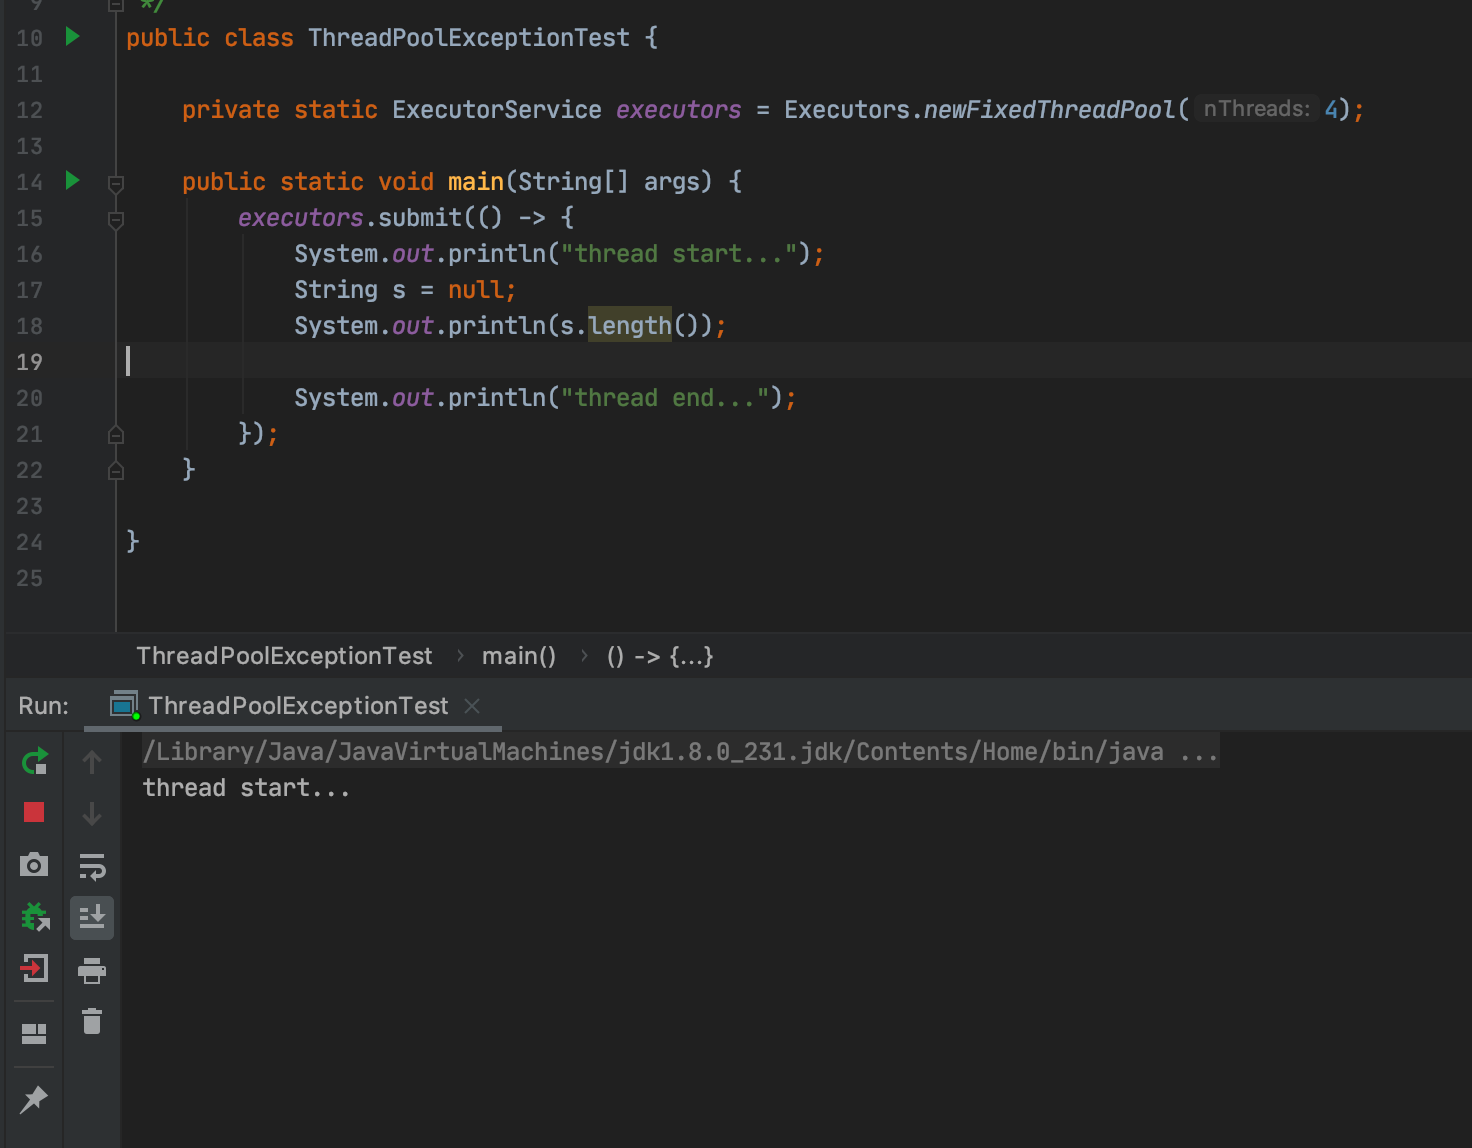 9 */
10 public class ThreadPoolExceptionTest {
11
12 private static ExecutorService executors = Executors.newFixedThreadPool( nThreads: 4);
13
14 public static void main(String[] args) {
15 executors.submit(() -> {
16 System.out.println("thread start...");
17 String s = null;
18 System.out.println(s.length());
19
20 System.out.println("thread end...");
21 });
22 }
23
24 }
25
ThreadPoolExceptionTest › main() › () -> {...}
Run: ThreadPoolExceptionTest ×
/Library/Java/JavaVirtualMachines/jdk1.8.0_231.jdk/Contents/Home/bin/java ...
thread start...